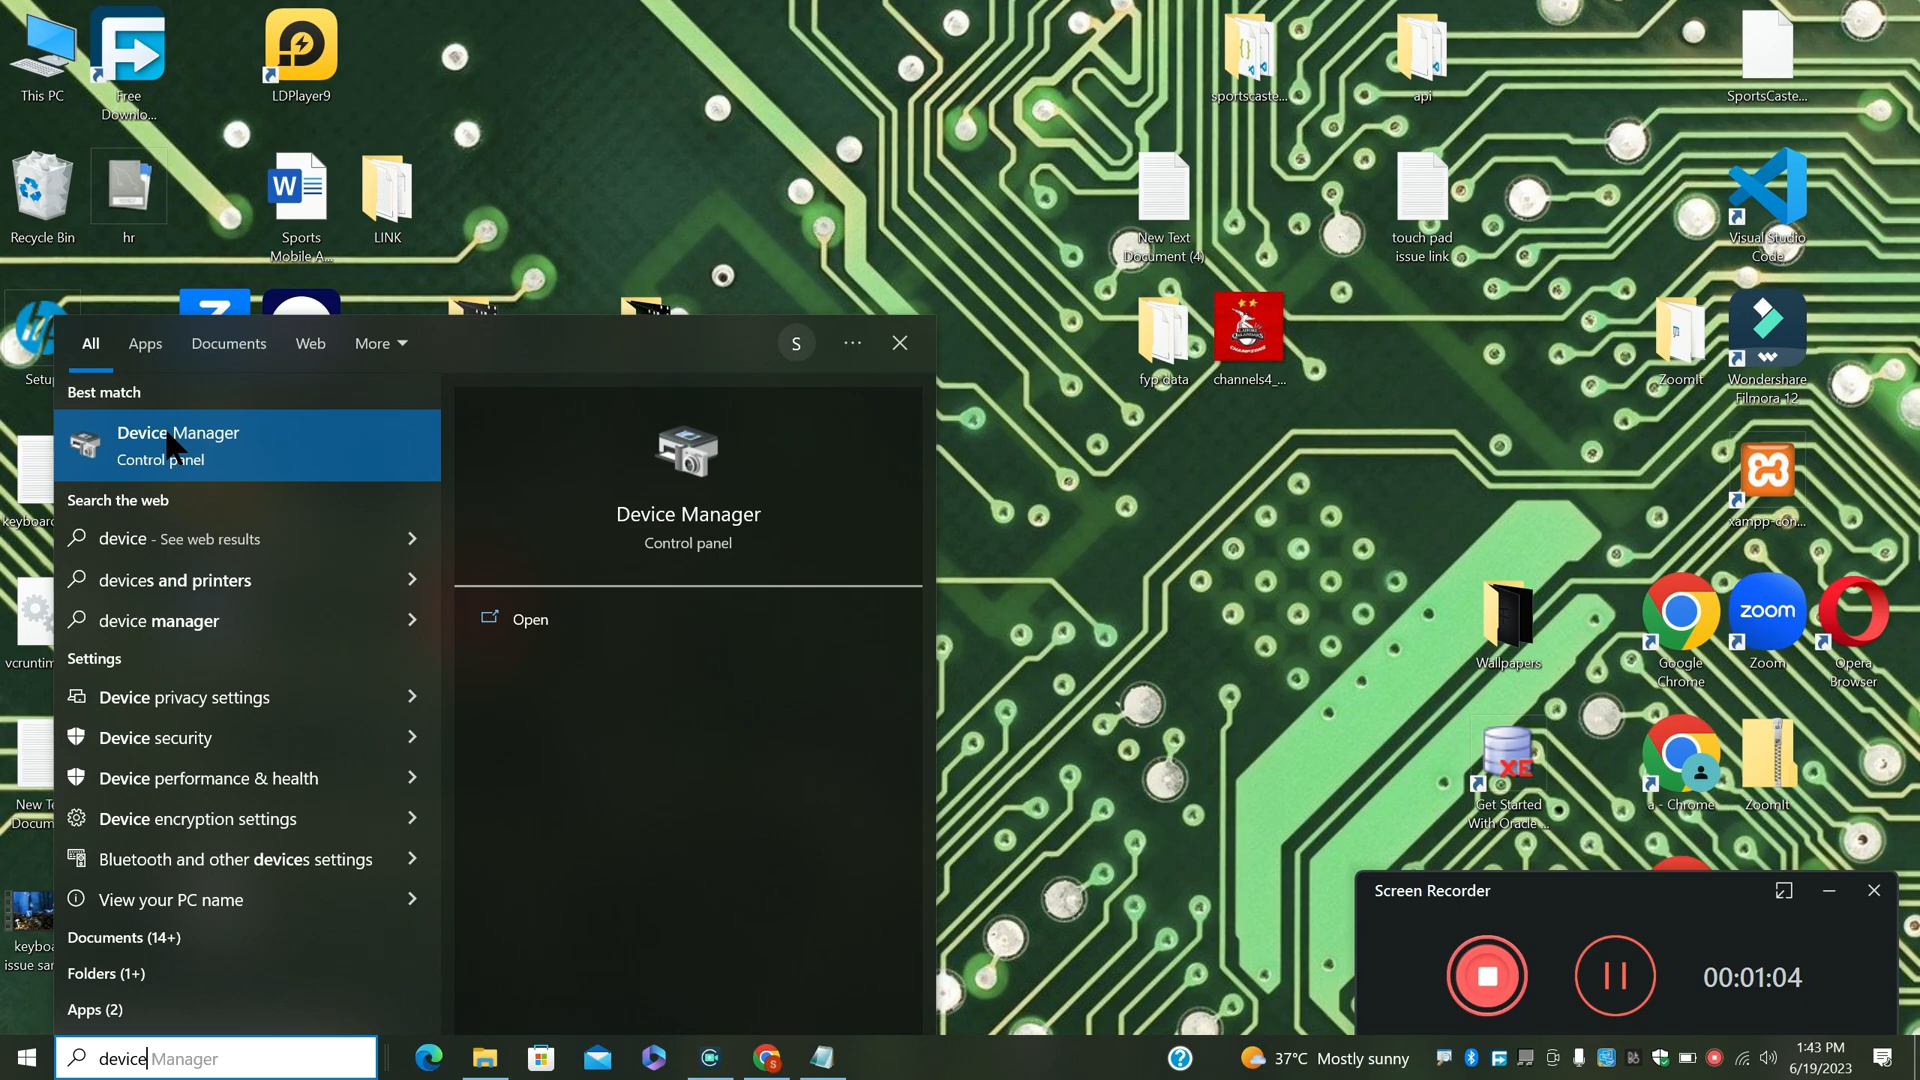 This PC
Free
Downlo...
LDPlayer9
sportscaste...
api
SportsCaste...
Recycle Bin
hr
W
Sports
Mobile A...
LINK
New Text
Document (4)
touch pad
issue link
Visual Studio
Code
fyp data
channels4_...
ZoomIt
Wondershare
Filmora 12
All
Apps
Documents
Web
More
S
Best match
Device Manager
Control panel
Search the web
device - See web results
devices and printers
device manager
Settings
Device privacy settings
Device security
Device performance & health
Device encryption settings
Bluetooth and other devices settings
View your PC name
Documents (14+)
Folders (1+)
Apps (2)
device Manager
Device Manager
Control panel
Open
xampp-con...
Wallpapers
Google
Chrome
zoom
Zoom
Opera
Browser
XE
Get Started
With Oracle ...
a - Chrome
ZoomIt
Screen Recorder
00:01:04
37°C Mostly sunny
1:43 PM
6/19/2023